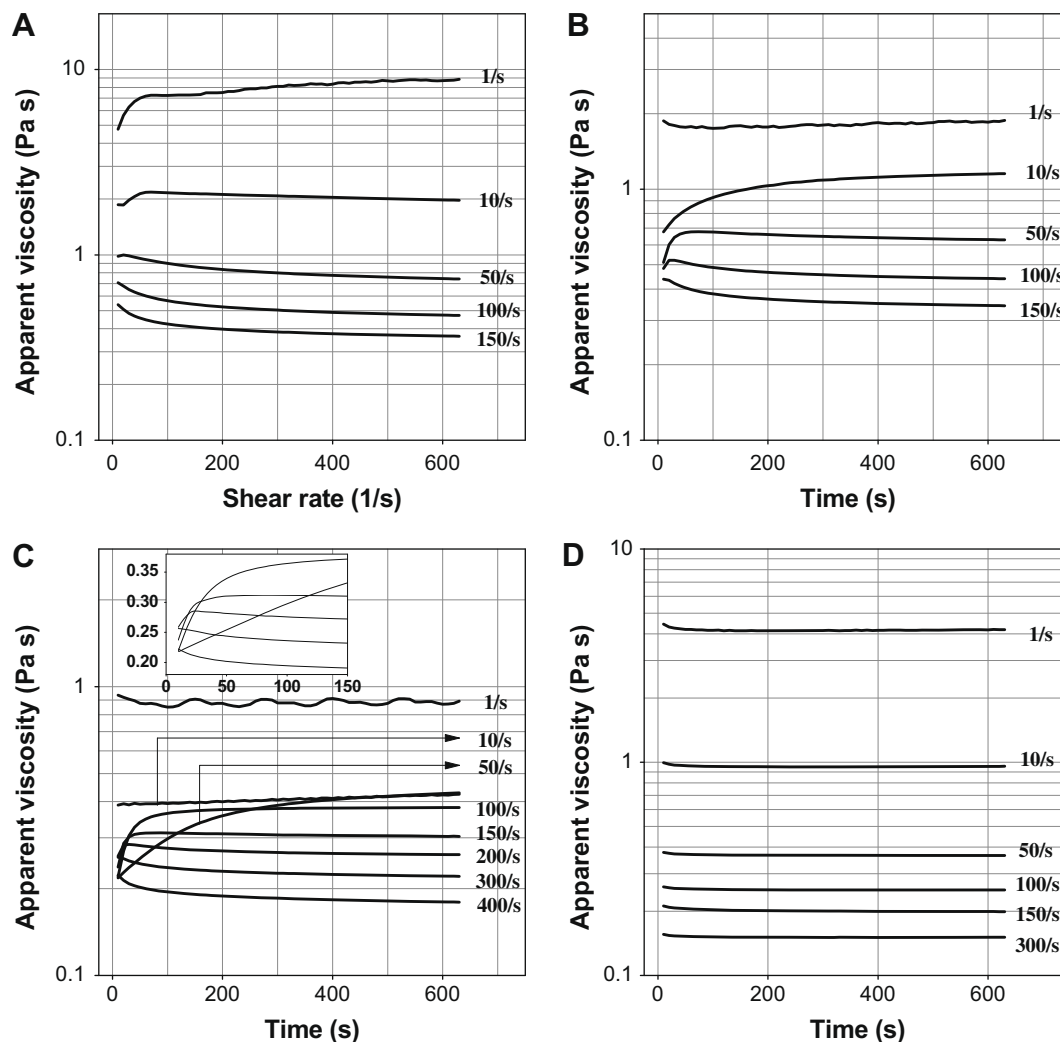 A
Apparent viscosity (Pa s)
10
1
0.1
1/s
10/s
50/s
100/s
150/s
0 200 400 600
Shear rate (1/s)
B
Apparent viscosity (Pa s)
1
0.1
1/s
10/s
50/s
100/s
150/s
0 200 400 600
Time (s)
C
Apparent viscosity (Pa s)
1
0.1
0.35
0.30
0.25
0.20
0 50 100 150
1/s
10/s
50/s
100/s
150/s
200/s
300/s
400/s
0 200 400 600
Time (s)
D
Apparent viscosity (Pa s)
10
1
0.1
1/s
10/s
50/s
100/s
150/s
300/s
0 200 400 600
Time (s)